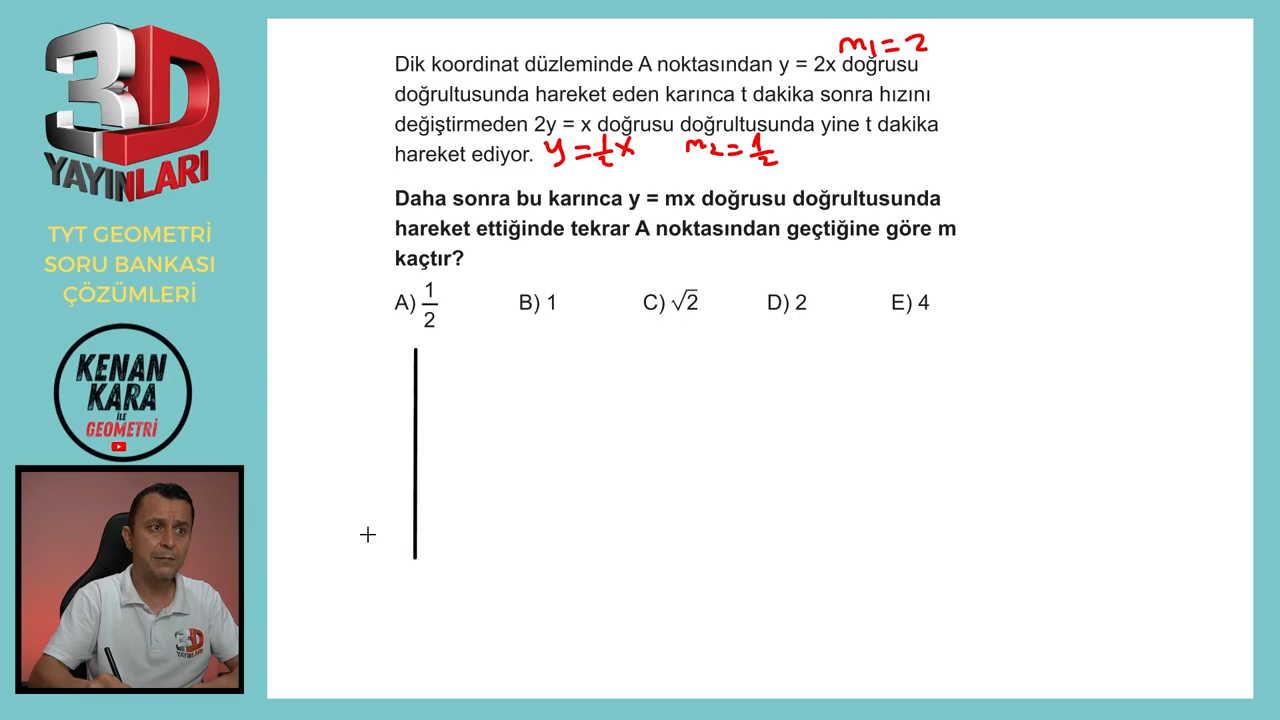 3D
YAYINLARI
TYT GEOMETRİ
SORU BANKASI
ÇÖZÜMLERİ
KENAN
KARA
İLE
GEOMETRİ
3D
YAYINLARI
m₁ = 2
Dik koordinat düzleminde A noktasından y = 2x doğrusu
doğrultusunda hareket eden karınca t dakika sonra hızını
değiştirmeden 2y = x doğrusu doğrultusunda yine t dakika
hareket ediyor. y = 1/2 x m₂ = 1/2
Daha sonra bu karınca y = mx doğrusu doğrultusunda
hareket ettiğinde tekrar A noktasından geçtiğine göre m
kaçtır?
A) 1/2 B) 1 C) √2 D) 2 E) 4